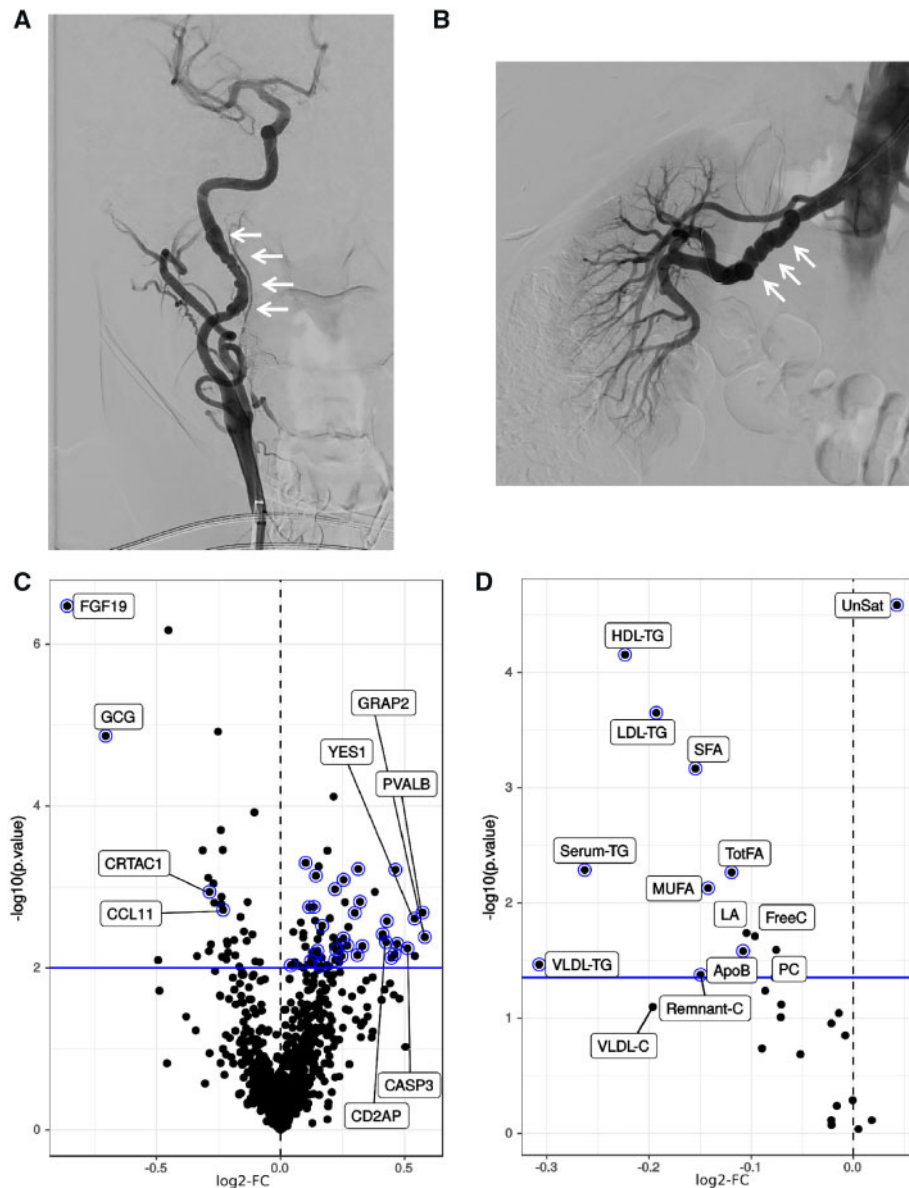 A
B
C
D
FGF19
GCG
CRTAC1
CCL11
GRAP2
YES1
PVALB
CASP3
CD2AP
6
4
2
0
-log10(p.value)
-0.5
0.0
0.5
log2-FC
UnSat
HDL-TG
LDL-TG
SFA
Serum-TG
TotFA
MUFA
LA
FreeC
VLDL-TG
ApoB
PC
Remnant-C
VLDL-C
4
3
2
1
0
-log10(p.value)
-0.3
-0.2
-0.1
0.0
log2-FC